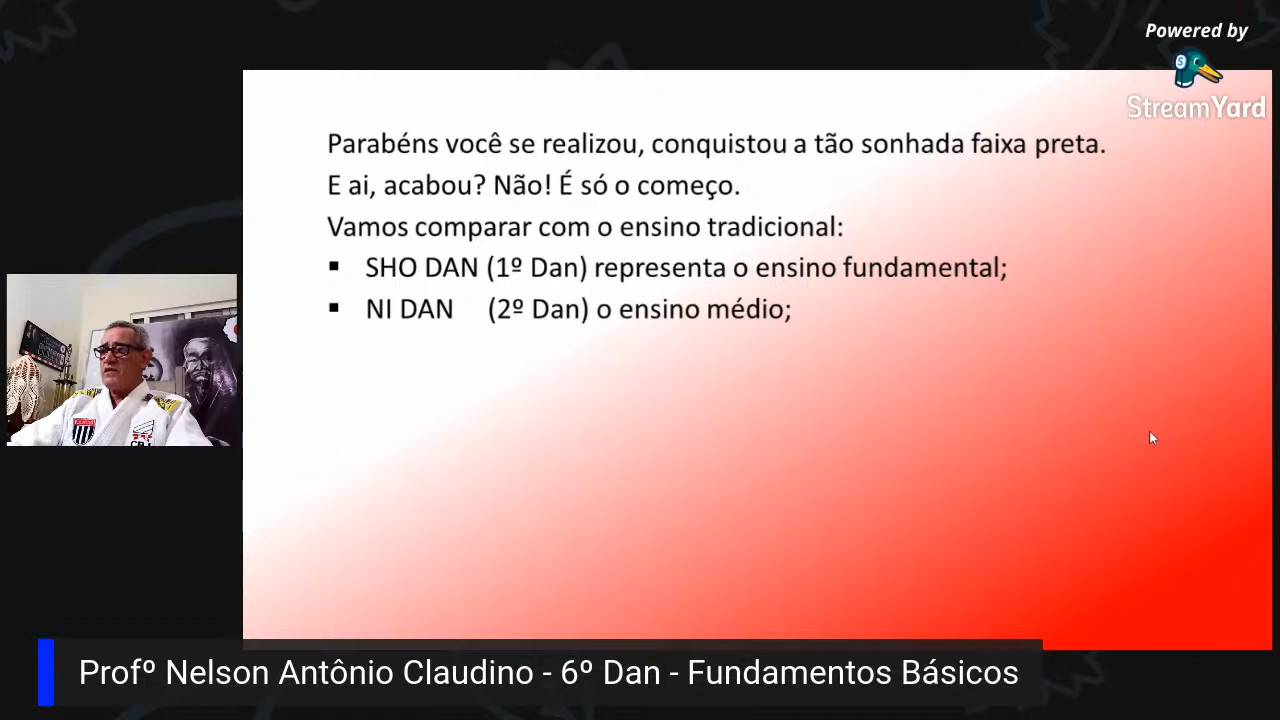 Powered by
StreamYard
Parabéns você se realizou, conquistou a tão sonhada faixa preta.
E ai, acabou? Não! É só o começo.
Vamos comparar com o ensino tradicional:
▪ SHO DAN (1º Dan) representa o ensino fundamental;
▪ NI DAN (2º Dan) o ensino médio;
Profº Nelson Antônio Claudino - 6º Dan - Fundamentos Básicos